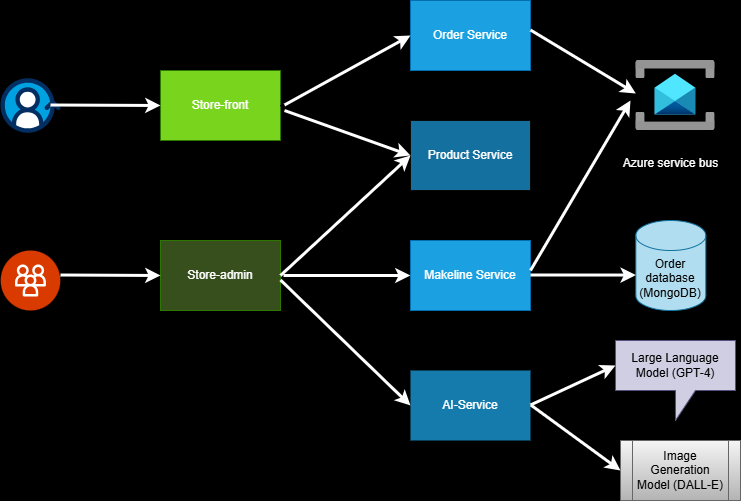 Order Service
Store-front
Product Service
Azure service bus
Store-admin
Makeline Service
Order
database
(MongoDB)
Large Language
Model (GPT-4)
AI-Service
Image
Generation
Model (DALL-E)